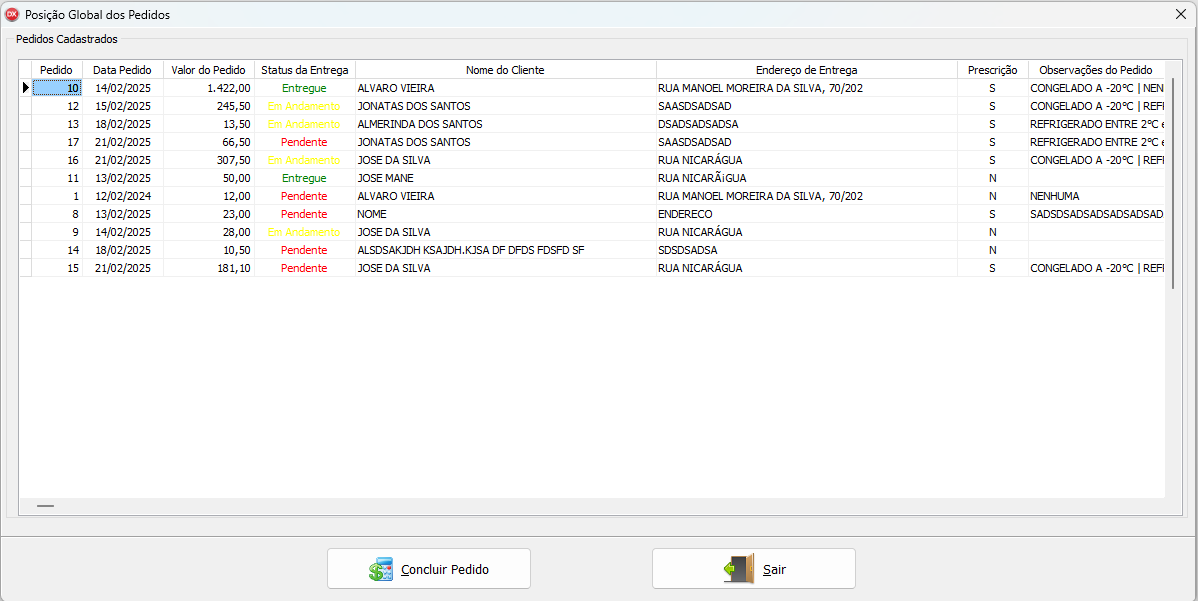 DX Posição Global dos Pedidos
Pedidos Cadastrados
Pedido Data Pedido Valor do Pedido Status da Entrega Nome do Cliente Endereço de Entrega Prescrição Observações do Pedido
10 14/02/2025 1.422,00 Entregue ALVARO VIEIRA RUA MANOEL MOREIRA DA SILVA, 70/202 S CONGELADO A -20°C | NEN
12 15/02/2025 245,50 Em Andamento JONATAS DOS SANTOS SAASDSADSAD S CONGELADO A -20°C | REFI
13 18/02/2025 13,50 Em Andamento ALMERINDA DOS SANTOS DSADSADSADSA S REFRIGERADO ENTRE 2°C e
17 21/02/2025 66,50 Pendente JONATAS DOS SANTOS SAASDSADSAD S REFRIGERADO ENTRE 2°C e
16 21/02/2025 307,50 Em Andamento JOSE DA SILVA RUA NICARÁGUA S CONGELADO A -20°C | REFI
11 13/02/2025 50,00 Entregue JOSE MANE RUA NICARÃ¡GUA N
1 12/02/2024 12,00 Pendente ALVARO VIEIRA RUA MANOEL MOREIRA DA SILVA, 70/202 N NENHUMA
8 13/02/2025 23,00 Pendente NOME ENDERECO S SADSDSADSADSADSADSAD
9 14/02/2025 28,00 Em Andamento JOSE DA SILVA RUA NICARÁGUA N
14 18/02/2025 10,50 Pendente ALSDSAKJDH KSAJDH.KJSA DF DFDS FDSFD SF SDSDSADSA N
15 21/02/2025 181,10 Pendente JOSE DA SILVA RUA NICARÁGUA S CONGELADO A -20°C | REFI
Concluir Pedido
Sair